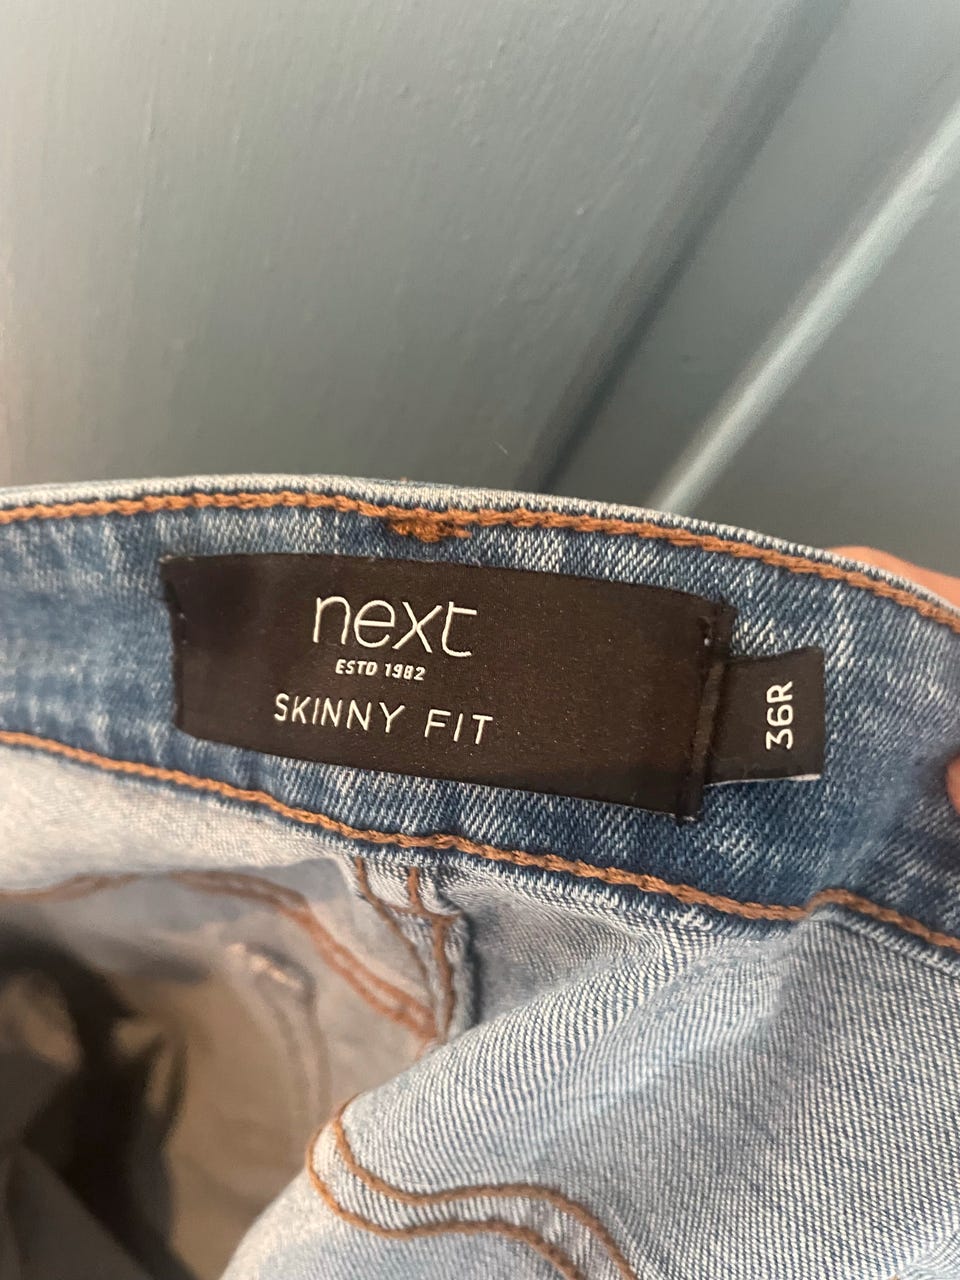 next
ESTD 1982
SKINNY FIT
36R